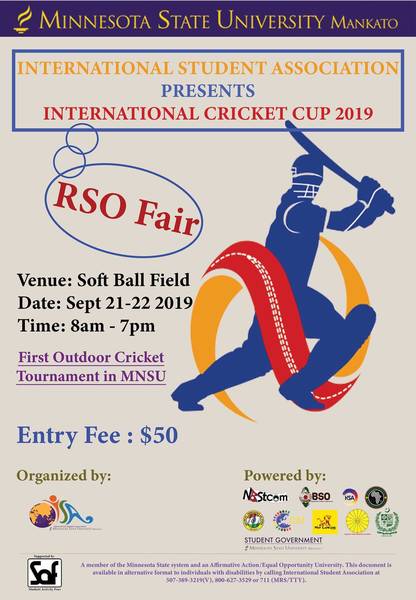 MINNESOTA STATE UNIVERSITY MANKATO
INTERNATIONAL STUDENT ASSOCIATION
PRESENTS
INTERNATIONAL CRICKET CUP 2019
RSO Fair
Venue: Soft Ball Field
Date: Sept 21-22 2019
Time: 8am - 7pm
First Outdoor Cricket
Tournament in MNSU
Entry Fee : $50
Organized by:
Powered by:
ISA
BSO
KSA
STUDENT GOVERNMENT
MINNESOTA STATE UNIVERSITY
Supported by
Saf
Student Activity Fees
A member of the Minnesota State system and an Affirmative Action/Equal Opportunity University. This document is
available in alternative format to individuals with disabilities by calling International Student Association at
507-389-3219(V), 800-627-3529 or 711 (MRS/TTY).